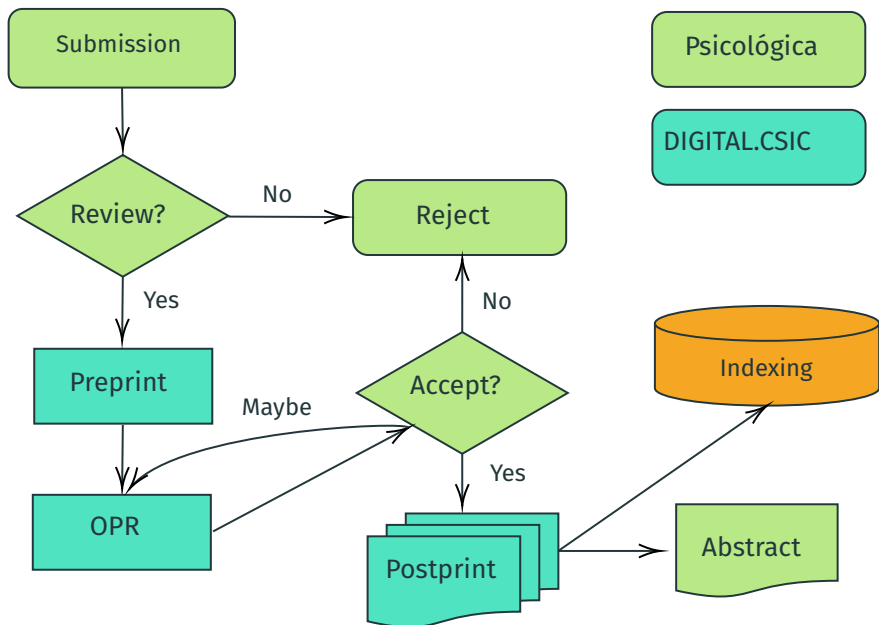 Submission
Psicológica
DIGITAL.CSIC
Review?
No
Reject
Yes
No
Preprint
Maybe
Accept?
Indexing
Yes
OPR
Postprint
Abstract